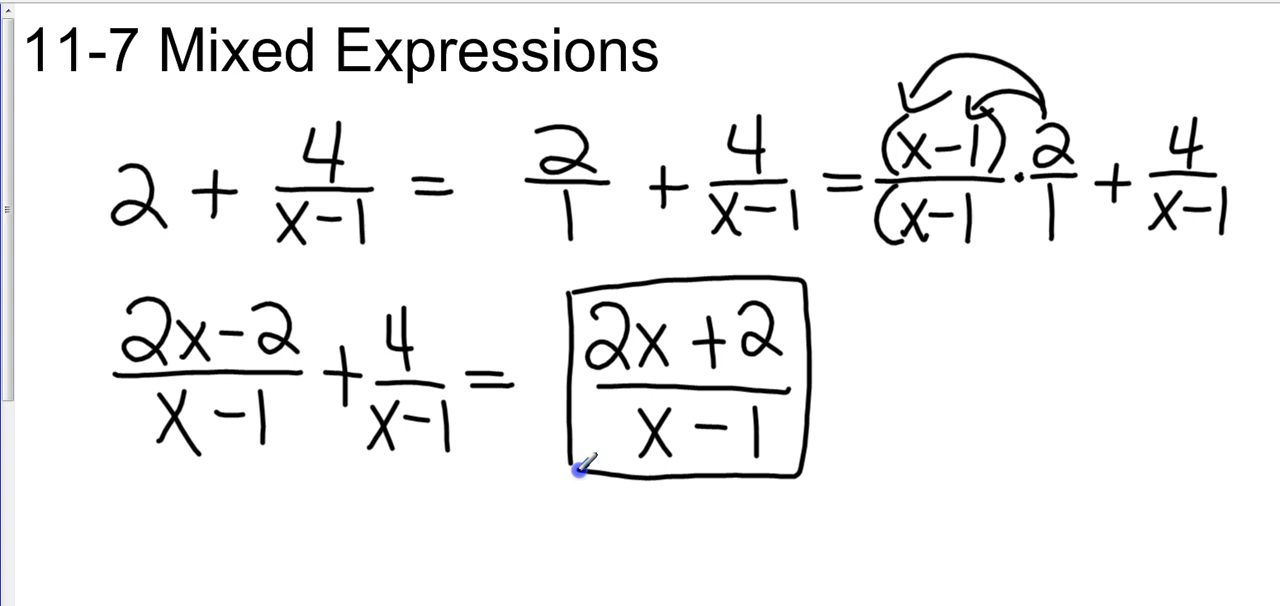 11-7 Mixed Expressions
2 + 4/x-1 = 2/1 + 4/x-1 = (x-1)/(x-1 · 2/1 + 4/x-1
2x-2/x-1 + 4/x-1 = 2x+2/x-1